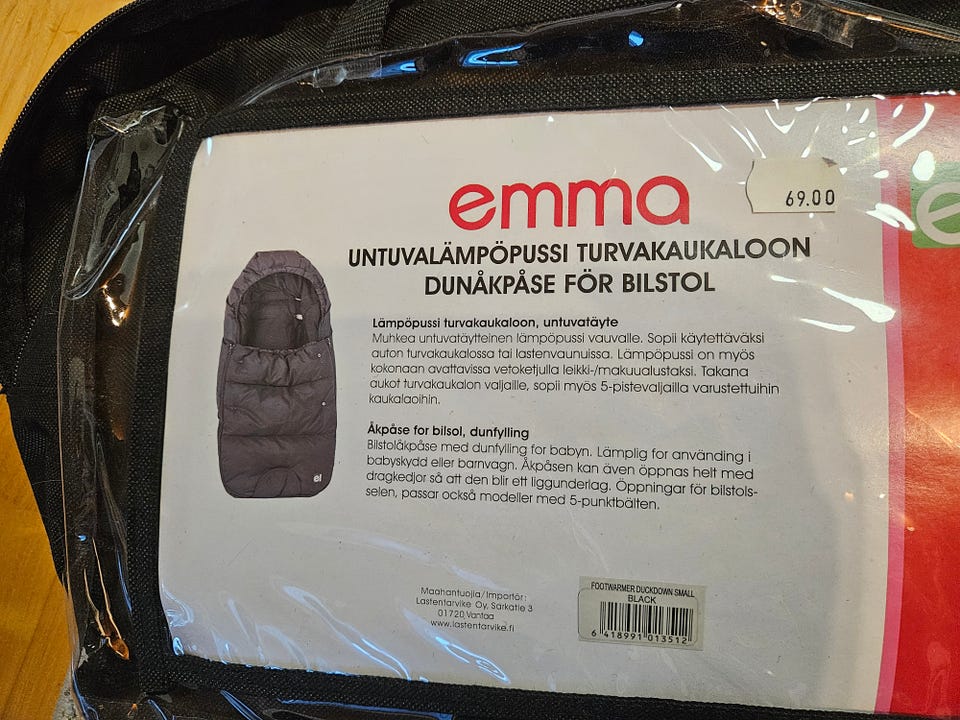 emma
69.00
UNTUVALÄMPÖPUSSI TURVAKAUKALOON
DUNÅKPÅSE FÖR BILSTOL
Lämpöpussi turvakaukaloon, untuvatäyte
Muhkea untuvatäytteinen lämpöpussi vauvalle. Sopii käytettäväksi
auton turvakaukalossa tai lastenvaunuissa. Lämpöpussi on myös
kokonaan avattavissa vetoketjulla leikki-/makuualustaksi. Takana
aukot turvakaukalon valjaille, sopii myös 5-pistevaljailla varustettuihin
kaukaloihin.
Åkpåse for bilsol, dunfylling
Bilstolåkpåse med dunfylling for babyn. Lämplig for använding i
babyskydd eller barnvagn. Åkpåsen kan även öppnas helt med
dragkedjor så att den blir ett liggunderlag. Öppningar för bilstols-
selen, passar också modeller med 5-punktbälten.
el
Maahantuoja/Importör:
Lastentarvike Oy, Sarkatie 3
01720 Vantaa
www.lastentarvike.fi
FOOTWARMER DUCKDOWN SMALL
BLACK
6 418991 013512
e